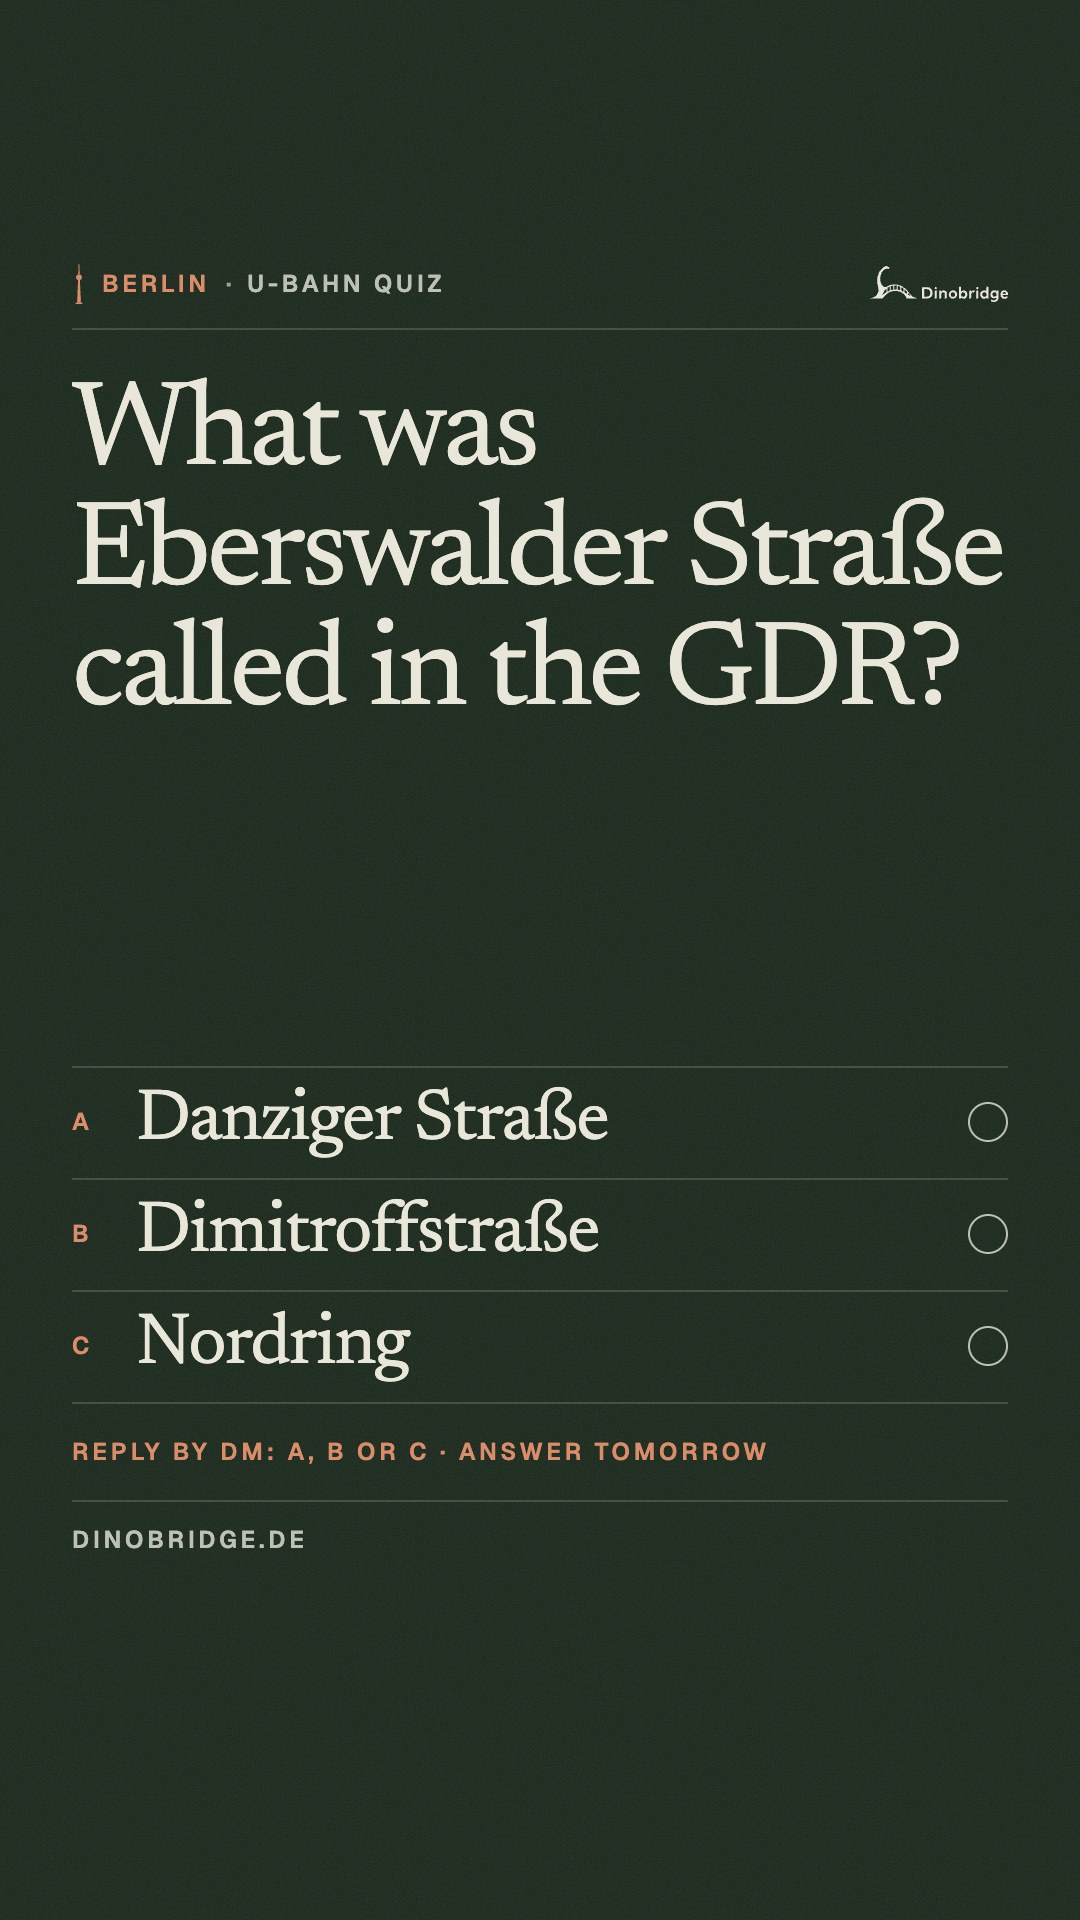 BERLIN · U-BAHN QUIZ
Dinobridge
What was
Eberswalder Straße
called in the GDR?
A Danziger Straße
B Dimitroffstraße
C Nordring
REPLY BY DM: A, B OR C · ANSWER TOMORROW
DINOBRIDGE.DE